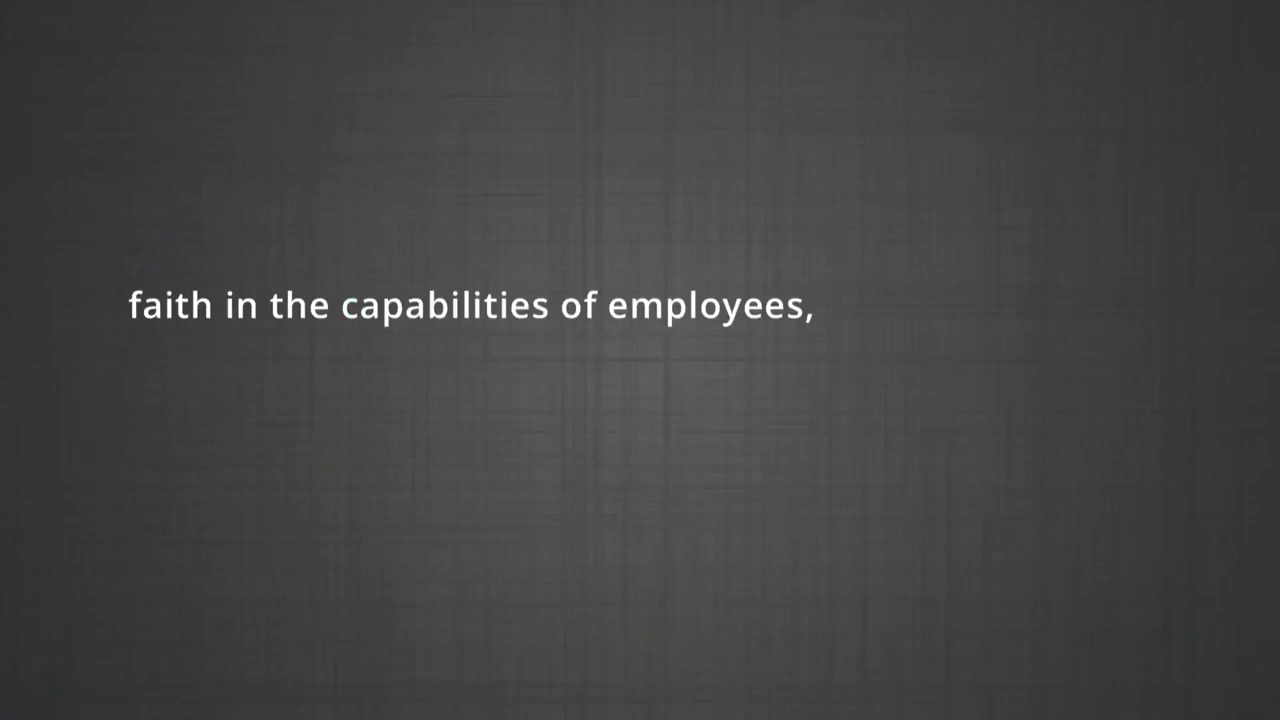 faith in the capabilities of employees,